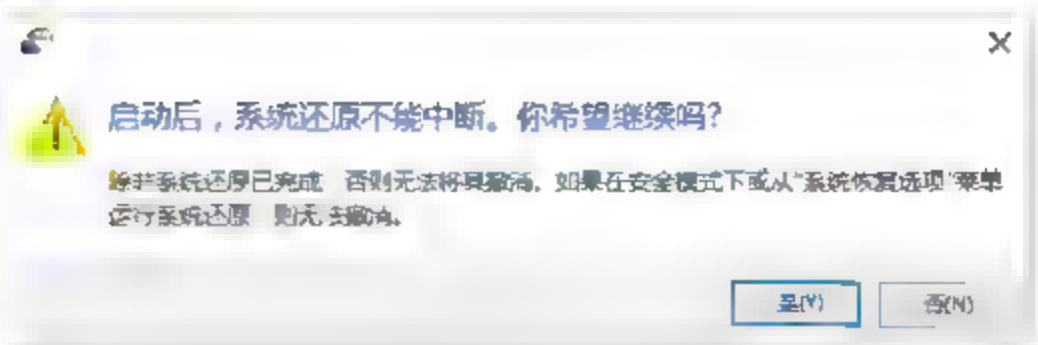 启动后，系统还原不能中断。你希望继续吗?
除非系统还原已完成，否则无法将其撤消。如果在安全模式下或从"系统恢复选项"菜单
运行系统还原，则无法撤消。
是(Y)
否(N)